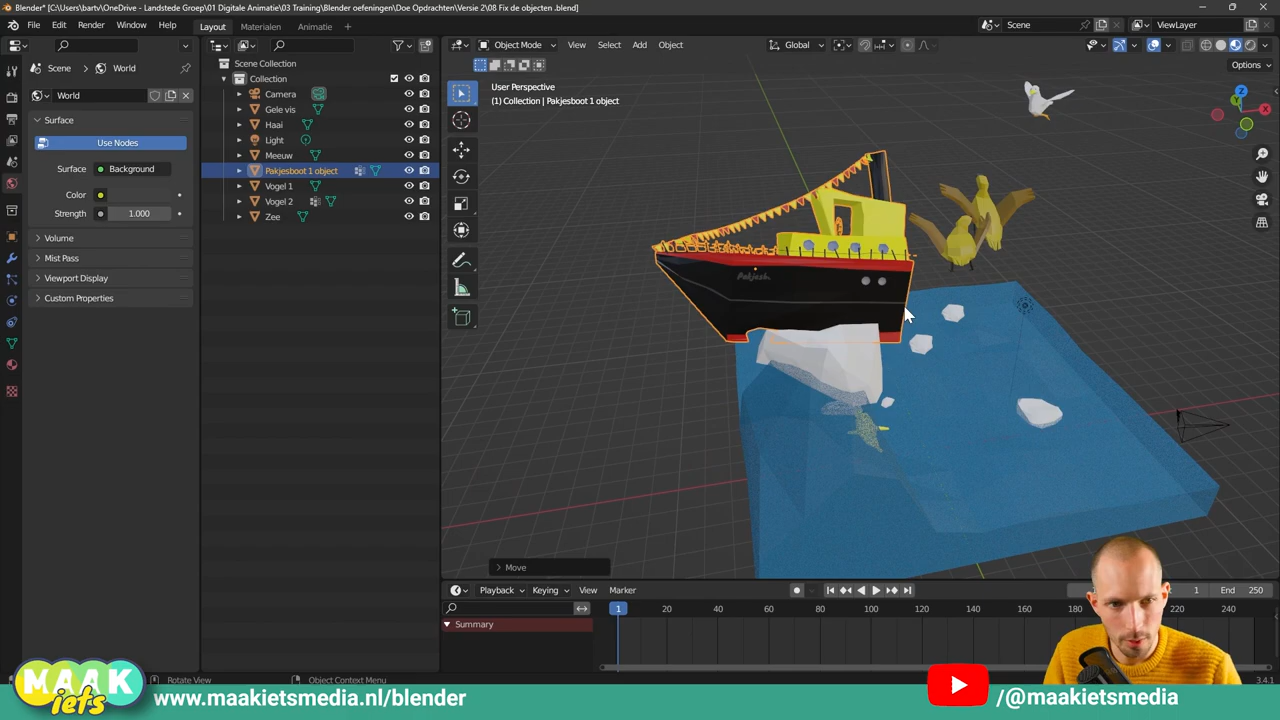 Blender* [C:\Users\bartv\OneDrive - Landstede Groep\01 Digitale Animatie\03 Training\Blender oefeningen\Doe Opdrachten\Versie 2\08 Fix de objecten .blend]
File Edit Render Window Help Layout Materialen Animatie Scene ViewLayer
Object Mode View Select Add Object Global
Options
Scene > World
World
Surface
Use Nodes
Surface Background
Color
Strength 1.000
Volume
Mist Pass
Viewport Display
Custom Properties
Scene Collection
Collection
Camera
Gele vis
Haai
Light
Meeuw
Pakjesboot 1 object
Vogel 1
Vogel 2
Zee
User Perspective
(1) Collection | Pakjesboot 1 object
Z
X
Move
Playback Keying View Marker
1 End 250
1 20 40 60 80 100 120 140 160 180 200 220 240
Summary
Rotate View Object Context Menu 3.4.1
MAAK
iets
www.maakietsmedia.nl/blender
/@maakietsmedia